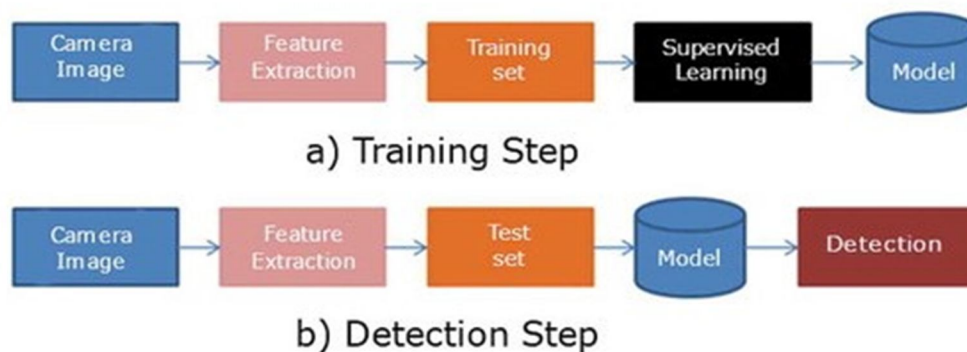 Camera
Image
Feature
Extraction
Training
set
Supervised
Learning
Model
a) Training Step
Camera
Image
Feature
Extraction
Test
set
Model
Detection
b) Detection Step